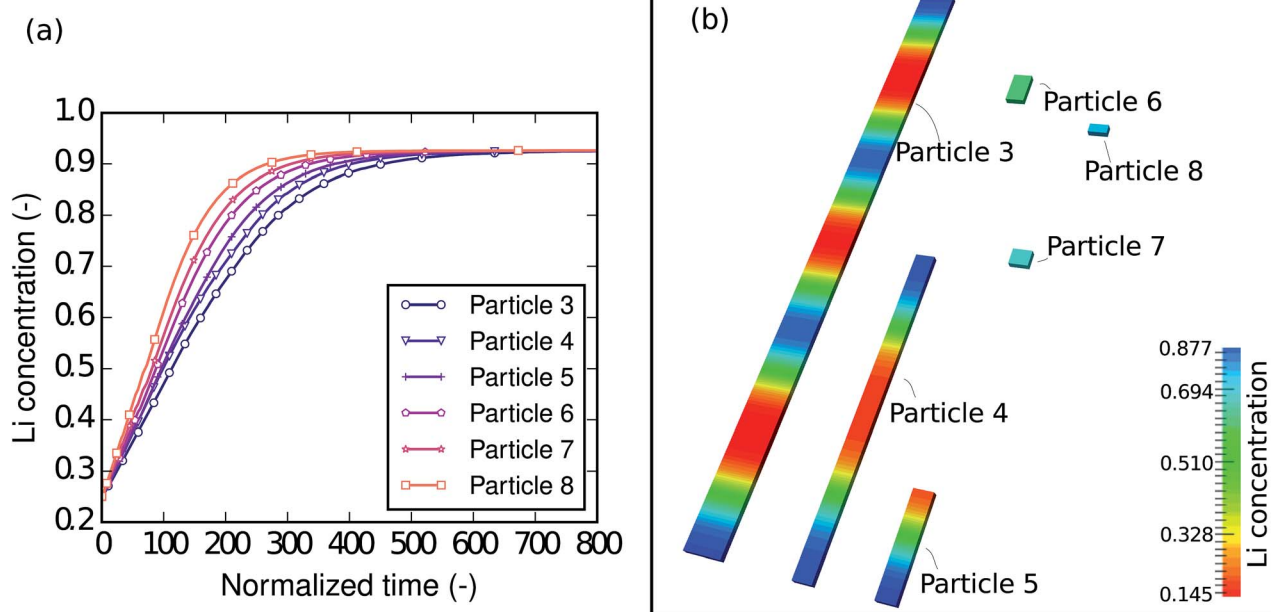 (a)
Li concentration (-)
1.0
0.9
0.8
0.7
0.6
0.5
0.4
0.3
0.2
0 100 200 300 400 500 600 700 800
Normalized time (-)
Particle 3
Particle 4
Particle 5
Particle 6
Particle 7
Particle 8
(b)
Particle 6
Particle 3
Particle 8
Particle 7
Particle 4
Particle 5
0.877
0.694
0.510
0.328
0.145
Li concentration